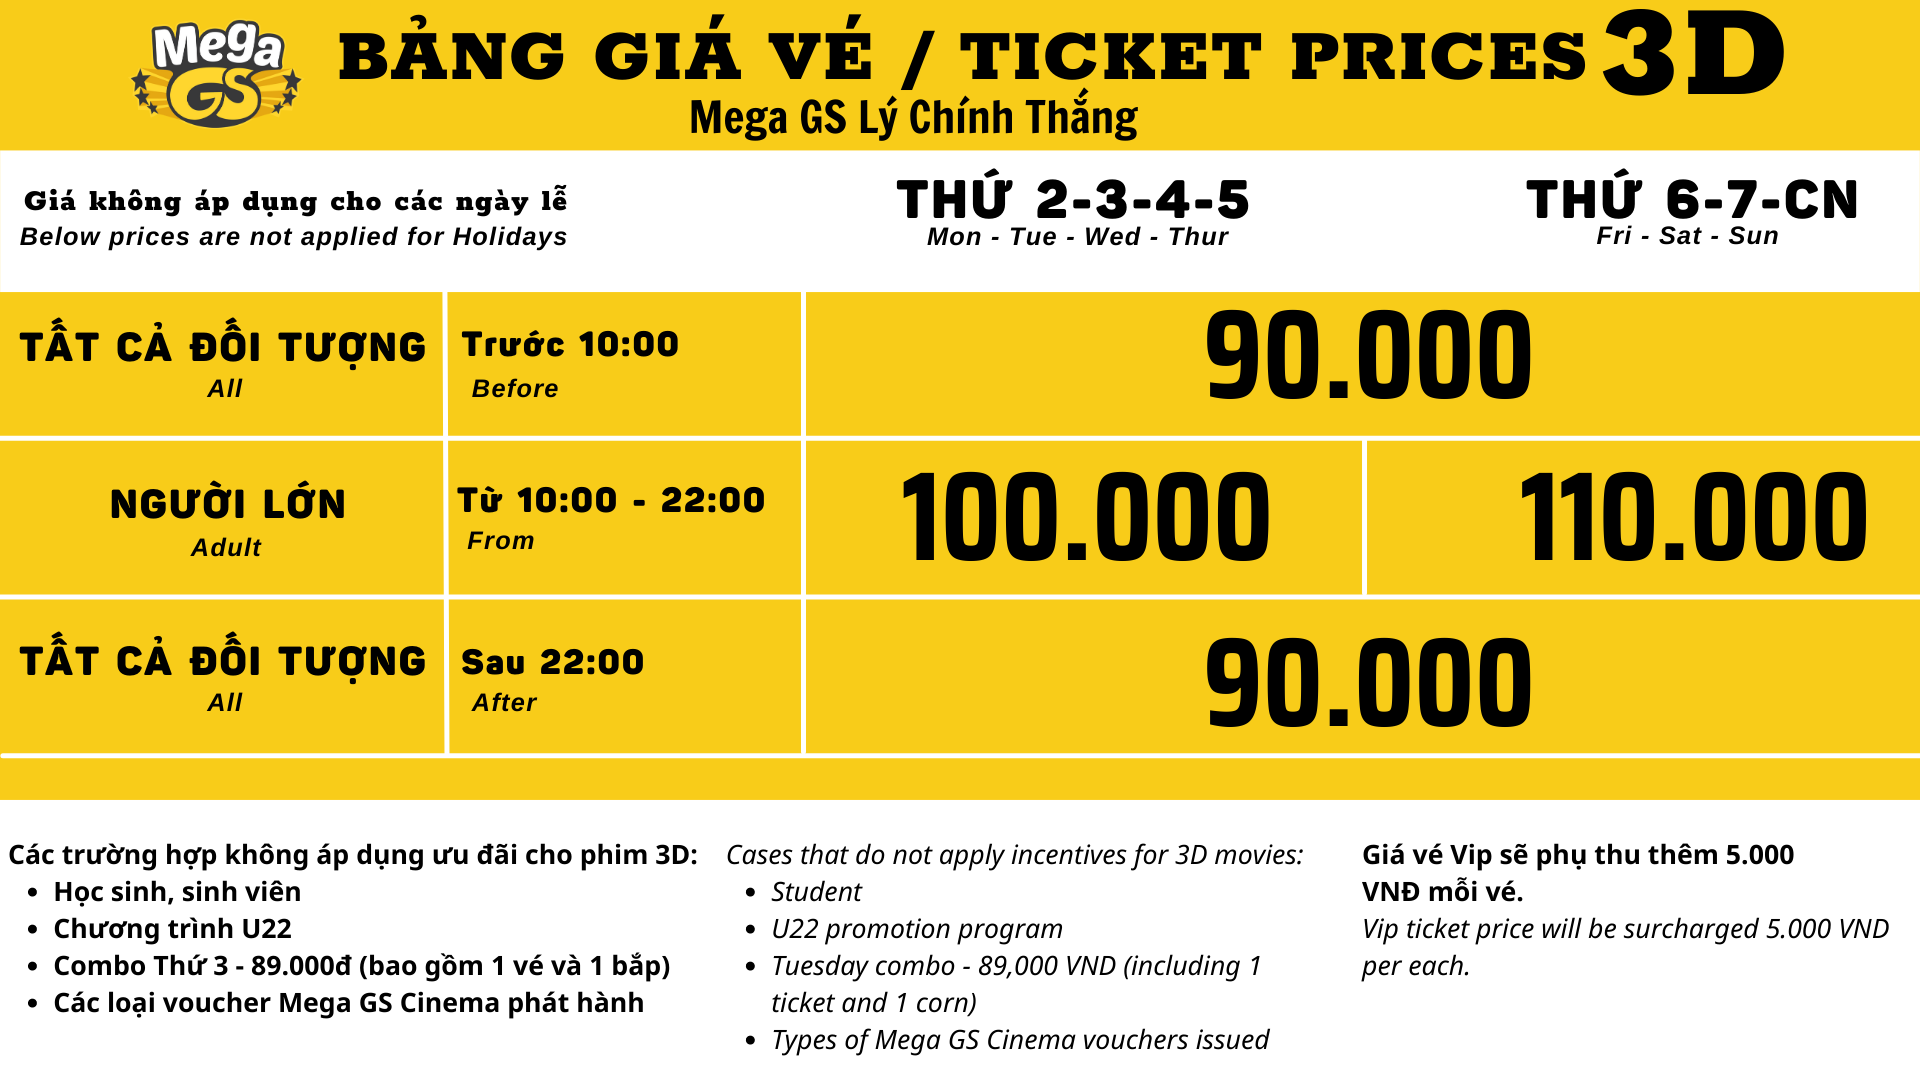 Mega
GS
BẢNG GIÁ VÉ / TICKET PRICES 3D
Mega GS Lý Chính Thắng
Giá không áp dụng cho các ngày lễ
Below prices are not applied for Holidays
THỨ 2-3-4-5
Mon - Tue - Wed - Thur
THỨ 6-7-CN
Fri - Sat - Sun
TẤT CẢ ĐỐI TƯỢNG
All
Trước 10:00
Before
90.000
NGƯỜI LỚN
Adult
Từ 10:00 - 22:00
From
100.000
110.000
TẤT CẢ ĐỐI TƯỢNG
All
Sau 22:00
After
90.000
Các trường hợp không áp dụng ưu đãi cho phim 3D:
• Học sinh, sinh viên
• Chương trình U22
• Combo Thứ 3 - 89.000đ (bao gồm 1 vé và 1 bắp)
• Các loại voucher Mega GS Cinema phát hành
Cases that do not apply incentives for 3D movies:
• Student
• U22 promotion program
• Tuesday combo - 89,000 VND (including 1
ticket and 1 corn)
• Types of Mega GS Cinema vouchers issued
Giá vé Vip sẽ phụ thu thêm 5.000
VNĐ mỗi vé.
Vip ticket price will be surcharged 5.000 VND
per each.